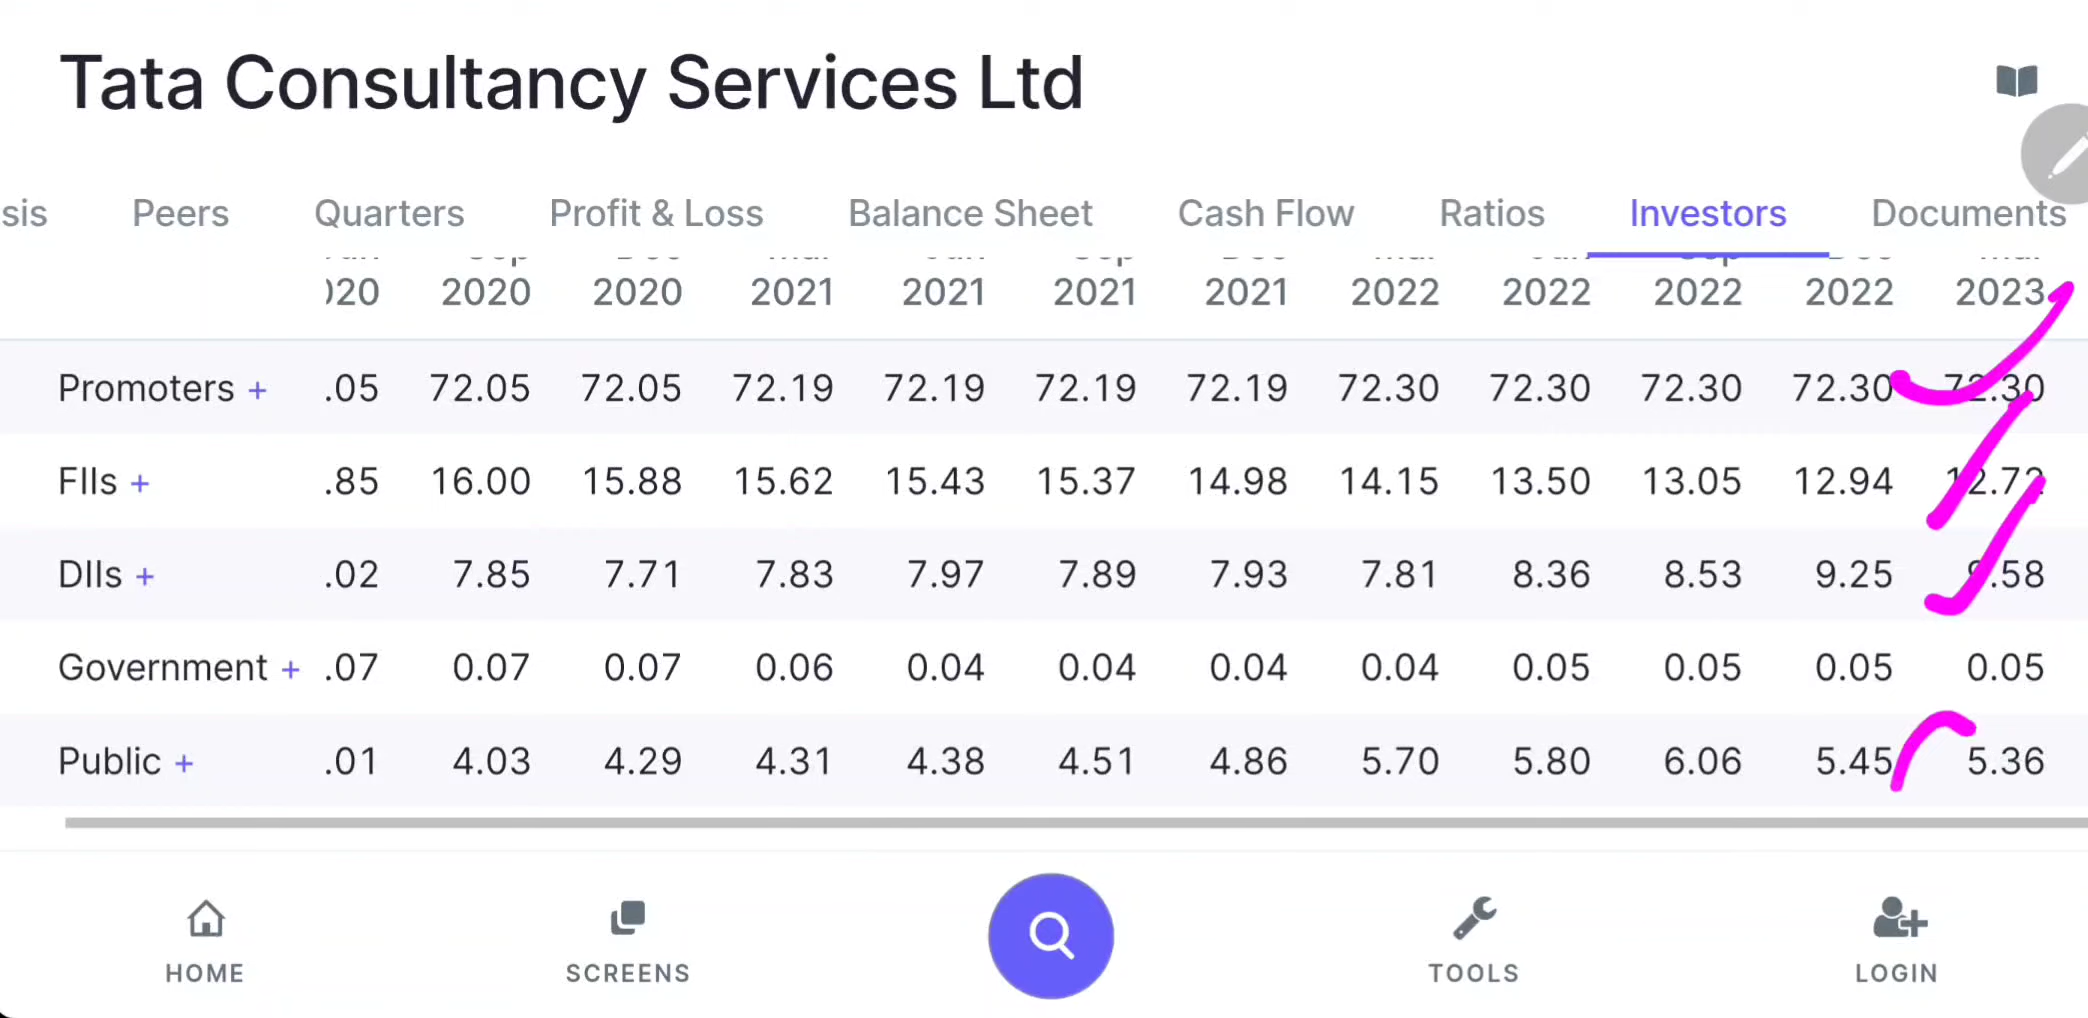 Tata Consultancy Services Ltd
sis Peers Quarters Profit & Loss Balance Sheet Cash Flow Ratios Investors Documents
2020 2020 2021 2021 2021 2021 2022 2022 2022 2022 2023
Promoters + .05 72.05 72.05 72.19 72.19 72.19 72.19 72.30 72.30 72.30 72.30 72.30
FIIs + .85 16.00 15.88 15.62 15.43 15.37 14.98 14.15 13.50 13.05 12.94 12.72
DIIs + .02 7.85 7.71 7.83 7.97 7.89 7.93 7.81 8.36 8.53 9.25 9.58
Government + .07 0.07 0.07 0.06 0.04 0.04 0.04 0.04 0.05 0.05 0.05 0.05
Public + .01 4.03 4.29 4.31 4.38 4.51 4.86 5.70 5.80 6.06 5.45 5.36
HOME SCREENS TOOLS LOGIN